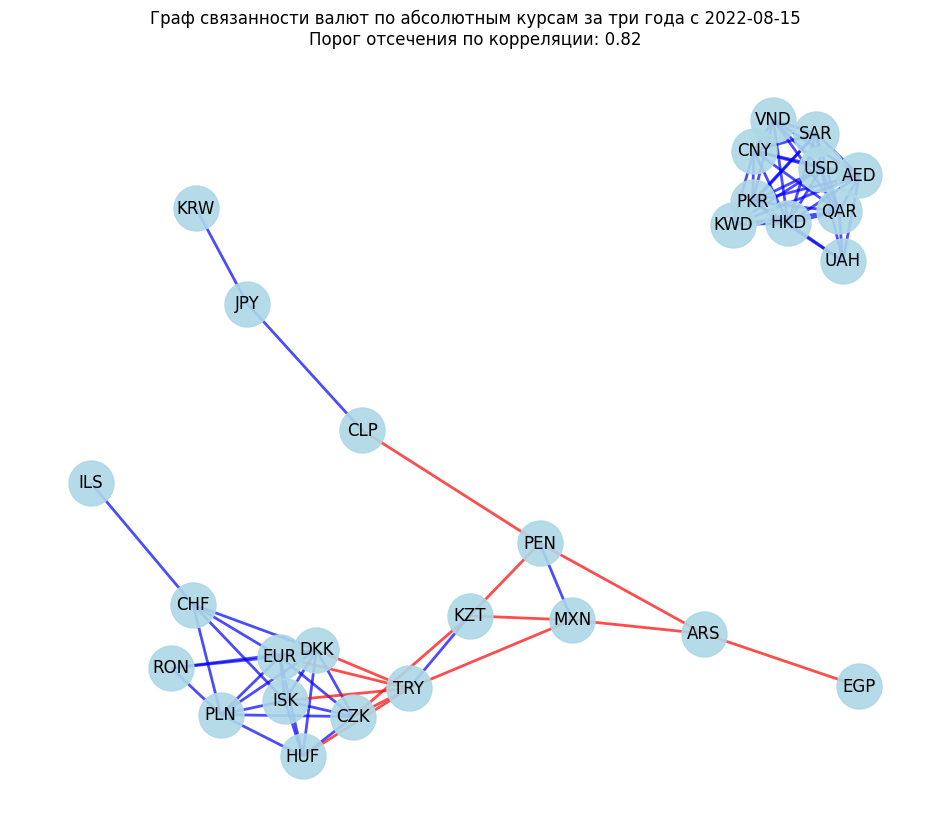 Граф связанности валют по абсолютным курсам за три года с 2022-08-15
Порог отсечения по корреляции: 0.82
VND
SAR
CNY
USD
AED
PKR
QAR
KWD
HKD
UAH
KRW
JPY
CLP
ILS
PEN
CHF
KZT
MXN
ARS
EUR
DKK
RON
TRY
EGP
ISK
PLN
CZK
HUF